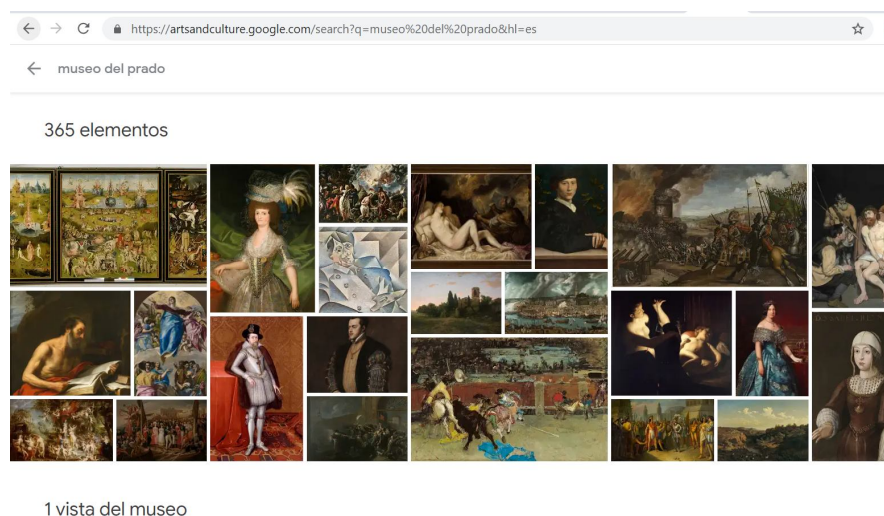 https://artsandculture.google.com/search?q=museo%20del%20prado&hl=es
museo del prado
365 elementos
1 vista del museo